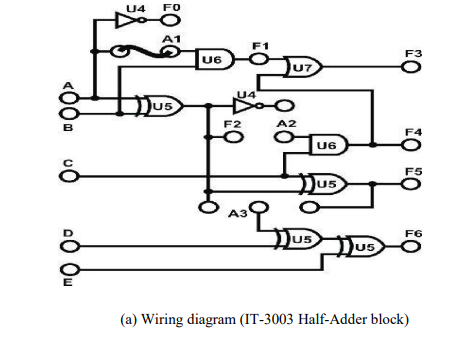 U4 F0
A1
F1
F3
U6
U7
A
U4
U5
B
F2
A2
F4
U6
C
F5
U5
A3
D
U5
F6
U5
E
(a) Wiring diagram (IT-3003 Half-Adder block)